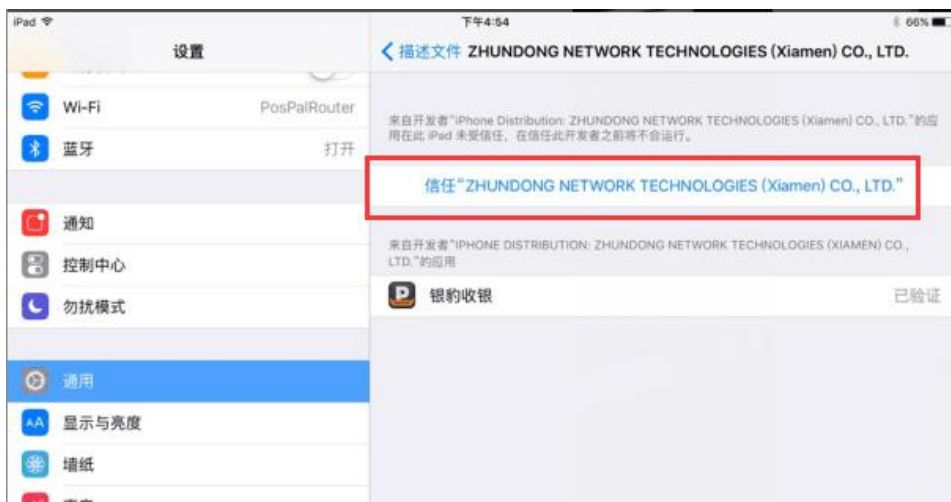 iPad
下午4:54
66%
设置
描述文件 ZHUNDONG NETWORK TECHNOLOGIES (Xiamen) CO., LTD.
Wi-Fi
PosPalRouter
蓝牙
打开
通知
控制中心
勿扰模式
通用
显示与亮度
墙纸
来自开发者"iPhone Distribution: ZHUNDONG NETWORK TECHNOLOGIES (Xiamen) CO., LTD."的应
用在此 iPad 未受信任，在信任此开发者之前将不会运行。
信任"ZHUNDONG NETWORK TECHNOLOGIES (Xiamen) CO., LTD."
来自开发者"IPHONE DISTRIBUTION: ZHUNDONG NETWORK TECHNOLOGIES (XIAMEN) CO.,
LTD."的应用
银豹收银
已验证